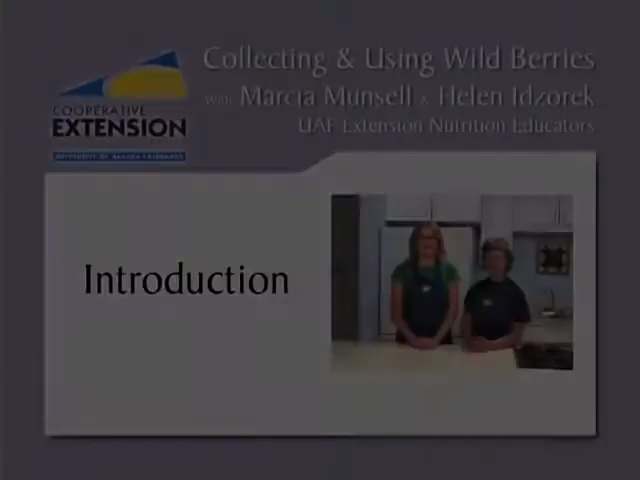 Collecting & Using Wild Berries
with Marcia Munsell & Helen Idzorek
UAF Extension Nutrition Educators
COOPERATIVE
EXTENSION
UNIVERSITY OF ALASKA FAIRBANKS
Introduction